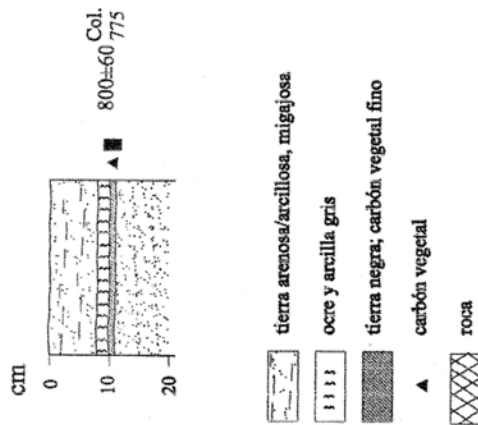 cm
0
10
20
Col.
800±60 775
tierra arenosa/arcillosa, migajosa
ocre y arcilla gris
tierra negra; carbón vegetal fino
carbón vegetal
roca